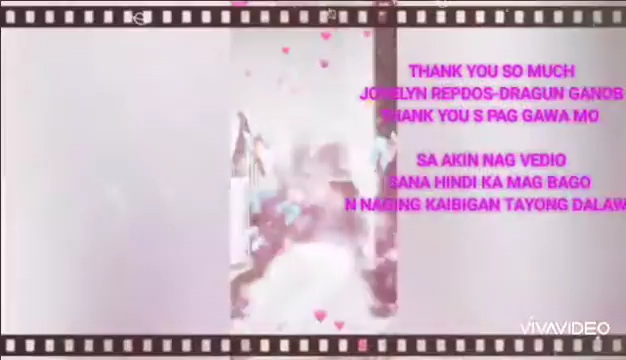 THANK YOU SO MUCH
JOCELYN REPDOS-DRAGUN GANOB
THANK YOU S PAG GAWA MO
SA AKIN NAG VEDIO
SANA HINDI KA MAG BAGO
N NAGING KAIBIGAN TAYONG DALAW
VIVAVIDEO